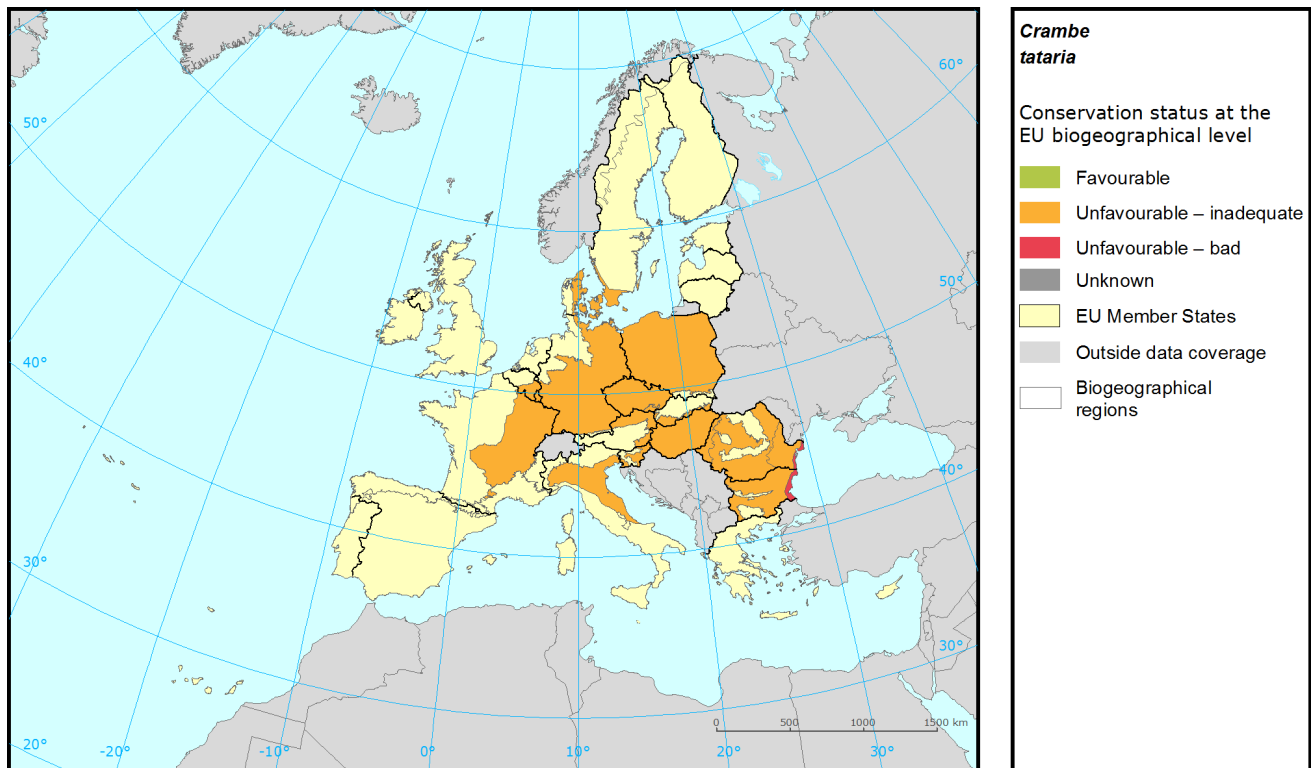 Crambe
tataria
Conservation status at the
EU biogeographical level
Favourable
Unfavourable – inadequate
Unfavourable – bad
Unknown
EU Member States
Outside data coverage
Biogeographical
regions
60°
50°
50°
40°
40°
30°
30°
20°
-20°
-10°
0°
10°
20°
30°
0
500
1000
1500 km